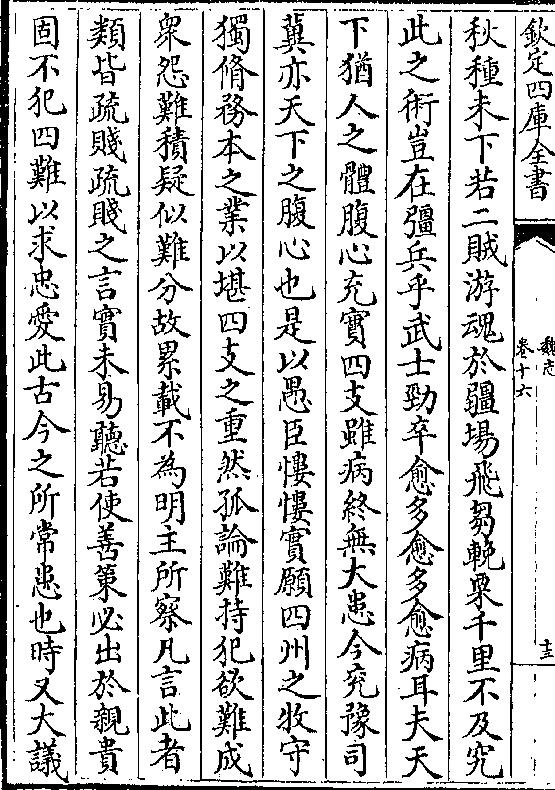 欽定四庫全書
魏志
卷十六
十三
秋種未下若二賊游魂於疆場飛芻輓粟千里不及究
此之術豈在彊兵乎武士勁卒愈多愈多愈病耳夫天
下猶人之體腹心充實四支雖病終無大患今兖豫司
冀亦天下之腹心也是以愚臣慺慺實願四州之牧守
獨脩務本之業以堪四支之重然孤論難持犯欲難成
衆怨難積疑似難分故累載不為明主所察凡言此者
類皆疏賤疏賤之言實未易聽若使善策必出於親貴
固不犯四難以求忠愛此古今之所常患也時又大議